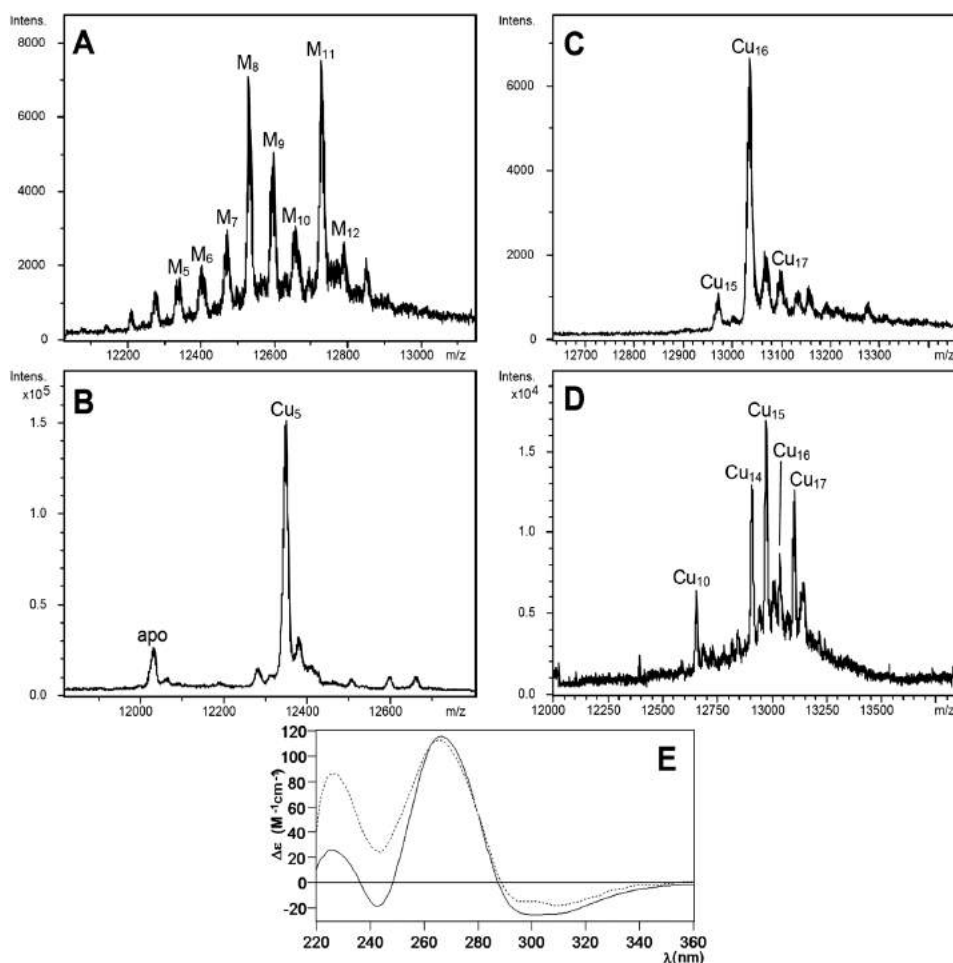 Intens.
A
8000
6000
4000
2000
0
M5
M6
M7
M8
M9
M10
M11
M12
12200
12400
12600
12800
13000
m/z
Intens.
C
6000
4000
2000
0
Cu15
Cu16
Cu17
12700
12800
12900
13000
13100
13200
13300
m/z
Intens.
x10⁵
B
1.5
1.0
0.5
0.0
apo
Cu5
12000
12200
12400
12600
m/z
Intens.
x10⁴
D
2.0
1.5
1.0
0.5
0.0
Cu10
Cu14
Cu15
Cu16
Cu17
12000
12250
12500
12750
13000
13250
13500
m/z
E
Δε (M⁻¹cm⁻¹)
120
100
80
60
40
20
0
-20
220
240
260
280
300
320
340
360
λ(nm)